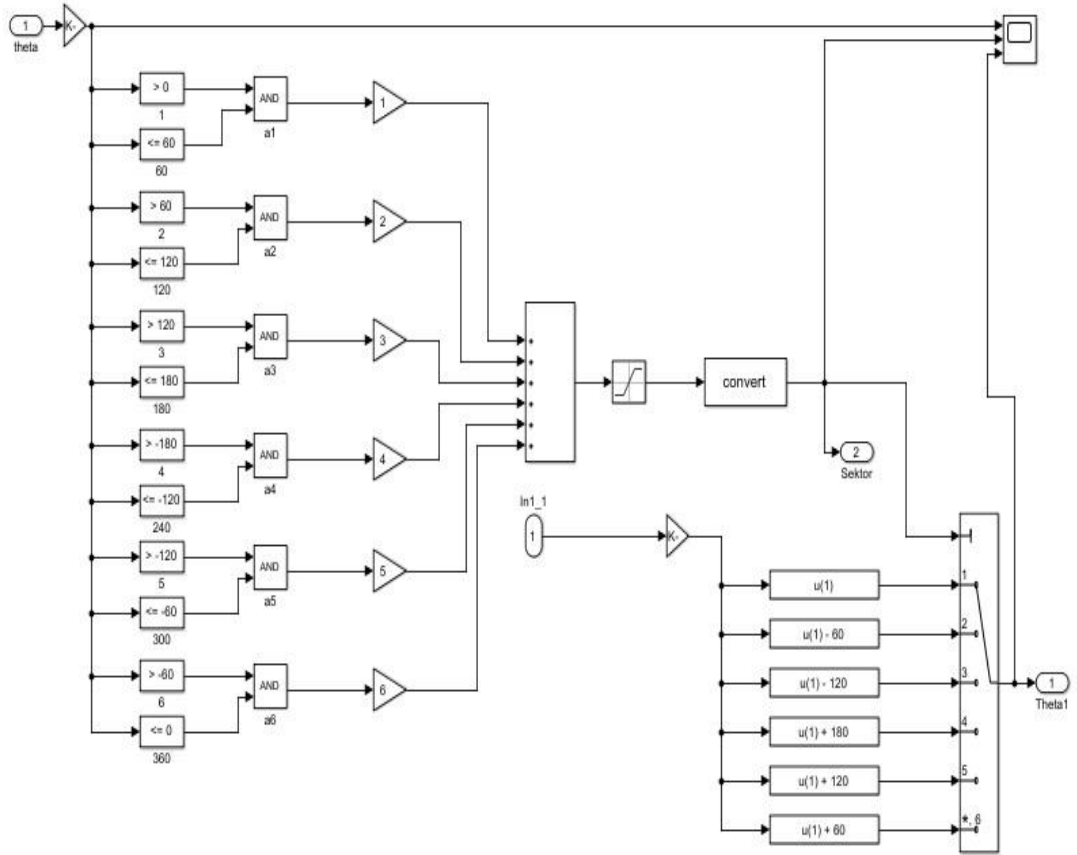 1
K-
theta
> 0
1
<= 60
60
AND
a1
1
> 60
2
<= 120
120
AND
a2
2
> 120
3
<= 180
180
AND
a3
3
> -180
4
<= -120
240
AND
a4
4
> -120
5
<= -60
300
AND
a5
5
> -60
6
<= 0
360
AND
a6
6
convert
2
Sektor
In1_1
1
K-
u(1)
u(1) - 60
u(1) - 120
u(1) + 180
u(1) + 120
u(1) + 60
1
2
3
4
5
*, 6
1
Theta1